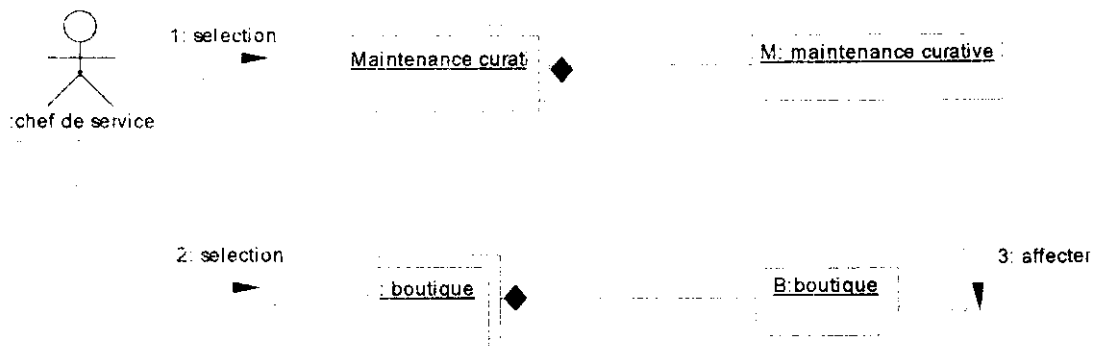 1: selection
Maintenance curati
M: maintenance curative
:chef de service
2: selection
: boutique
B:boutique
3: affecter